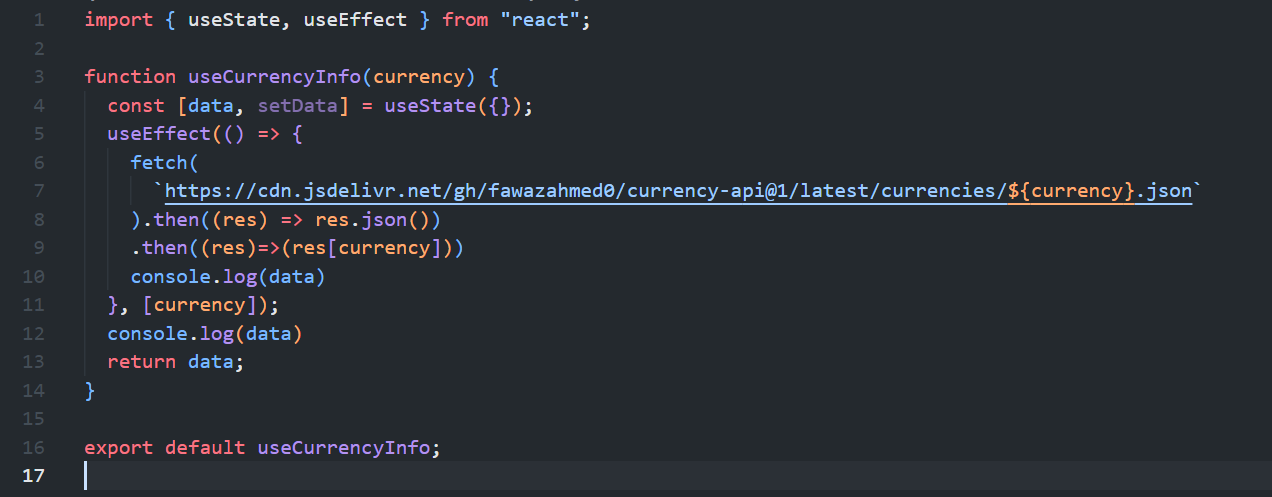 1 import { useState, useEffect } from "react";
2
3 function useCurrencyInfo(currency) {
4   const [data, setData] = useState({});
5   useEffect(() => {
6     fetch(
7       `https://cdn.jsdelivr.net/gh/fawazahmed0/currency-api@1/latest/currencies/${currency}.json`
8     ).then((res) => res.json())
9     .then((res)=>(res[currency]))
10     console.log(data)
11   }, [currency]);
12   console.log(data)
13   return data;
14 }
15
16 export default useCurrencyInfo;
17